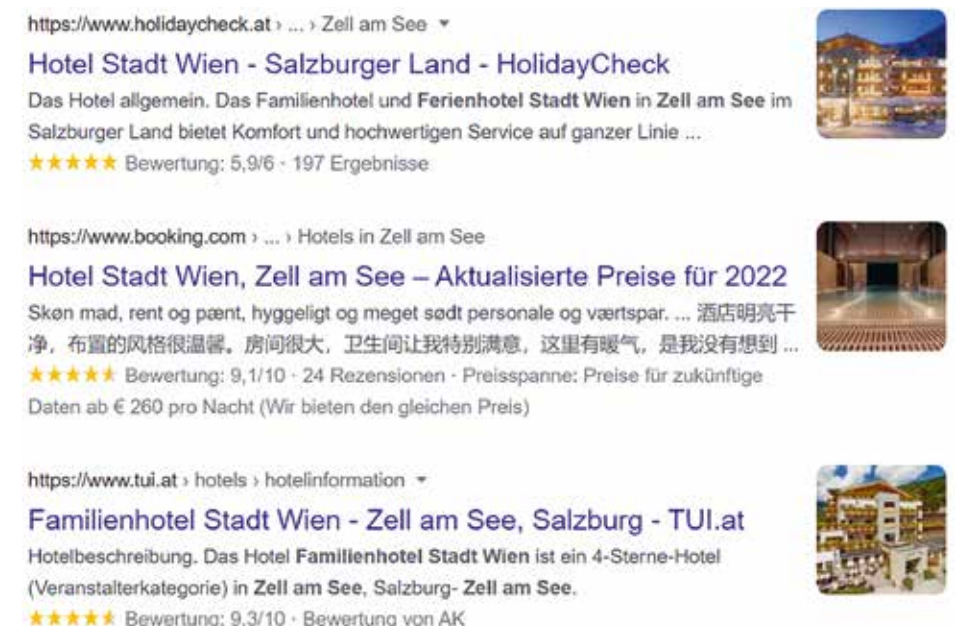 https://www.holidaycheck.at › ... › Zell am See
Hotel Stadt Wien - Salzburger Land - HolidayCheck
Das Hotel allgemein. Das Familienhotel und Ferienhotel Stadt Wien in Zell am See im
Salzburger Land bietet Komfort und hochwertigen Service auf ganzer Linie ...
★★★★★ Bewertung: 5,9/6 · 197 Ergebnisse
https://www.booking.com › ... › Hotels in Zell am See
Hotel Stadt Wien, Zell am See – Aktualisierte Preise für 2022
Skøn mad, rent og pænt, hyggeligt og meget sødt personale og værtspar. ... 酒店明亮干
净，布置的风格很温馨。房间很大，卫生间让我特别满意，这里有暖气，是我没有想到 ...
Bewertung: 9,1/10 · 24 Rezensionen · Preisspanne: Preise für zukünftige
Daten ab € 260 pro Nacht (Wir bieten den gleichen Preis)
https://www.tui.at › hotels › hotelinformation
Familienhotel Stadt Wien - Zell am See, Salzburg - TUI.at
Hotelbeschreibung. Das Hotel Familienhotel Stadt Wien ist ein 4-Sterne-Hotel
(Veranstalterkategorie) in Zell am See, Salzburg- Zell am See.
Bewertung: 9,3/10 · Bewertung von AK